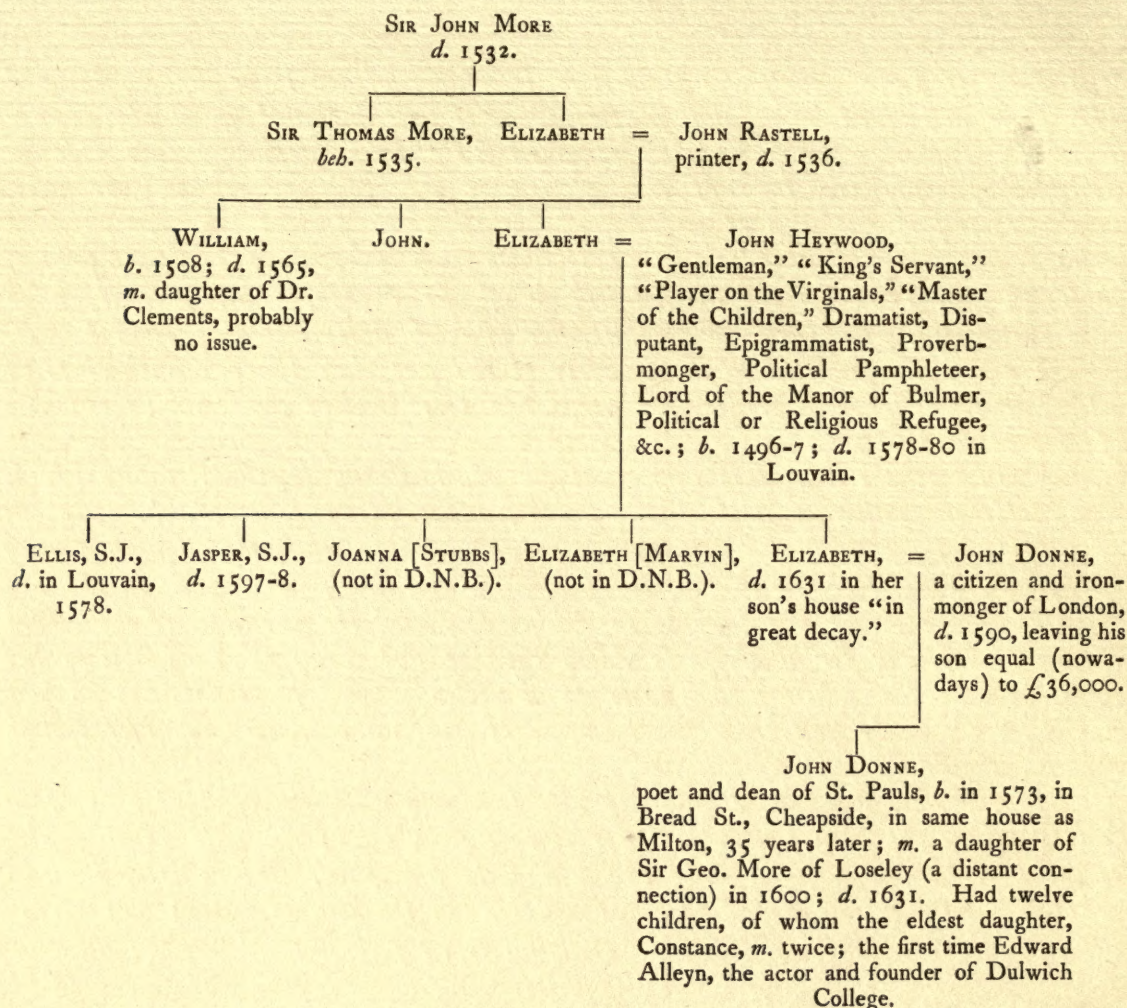 SIR JOHN MORE
d. 1532.
SIR THOMAS MORE,
beh. 1535.
ELIZABETH = JOHN RASTELL,
printer, d. 1536.
WILLIAM,
b. 1508; d. 1565,
m. daughter of Dr.
Clements, probably
no issue.
JOHN.
ELIZABETH = JOHN HEYWOOD,
"Gentleman," "King's Servant,"
"Player on the Virginals," "Master
of the Children," Dramatist, Dis-
putant, Epigrammatist, Proverb-
monger, Political Pamphleteer,
Lord of the Manor of Bulmer,
Political or Religious Refugee,
&c.; b. 1496-7; d. 1578-80 in
Louvain.
ELLIS, S.J.,
d. in Louvain,
1578.
JASPER, S.J.,
d. 1597-8.
JOANNA [STUBBS],
(not in D.N.B.).
ELIZABETH [MARVIN],
(not in D.N.B.).
ELIZABETH, =
d. 1631 in her
son's house "in
great decay."
JOHN DONNE,
a citizen and iron-
monger of London,
d. 1590, leaving his
son equal (nowa-
days) to £36,000.
JOHN DONNE,
poet and dean of St. Pauls, b. in 1573, in
Bread St., Cheapside, in same house as
Milton, 35 years later; m. a daughter of
Sir Geo. More of Loseley (a distant con-
nection) in 1600; d. 1631. Had twelve
children, of whom the eldest daughter,
Constance, m. twice; the first time Edward
Alleyn, the actor and founder of Dulwich
College.